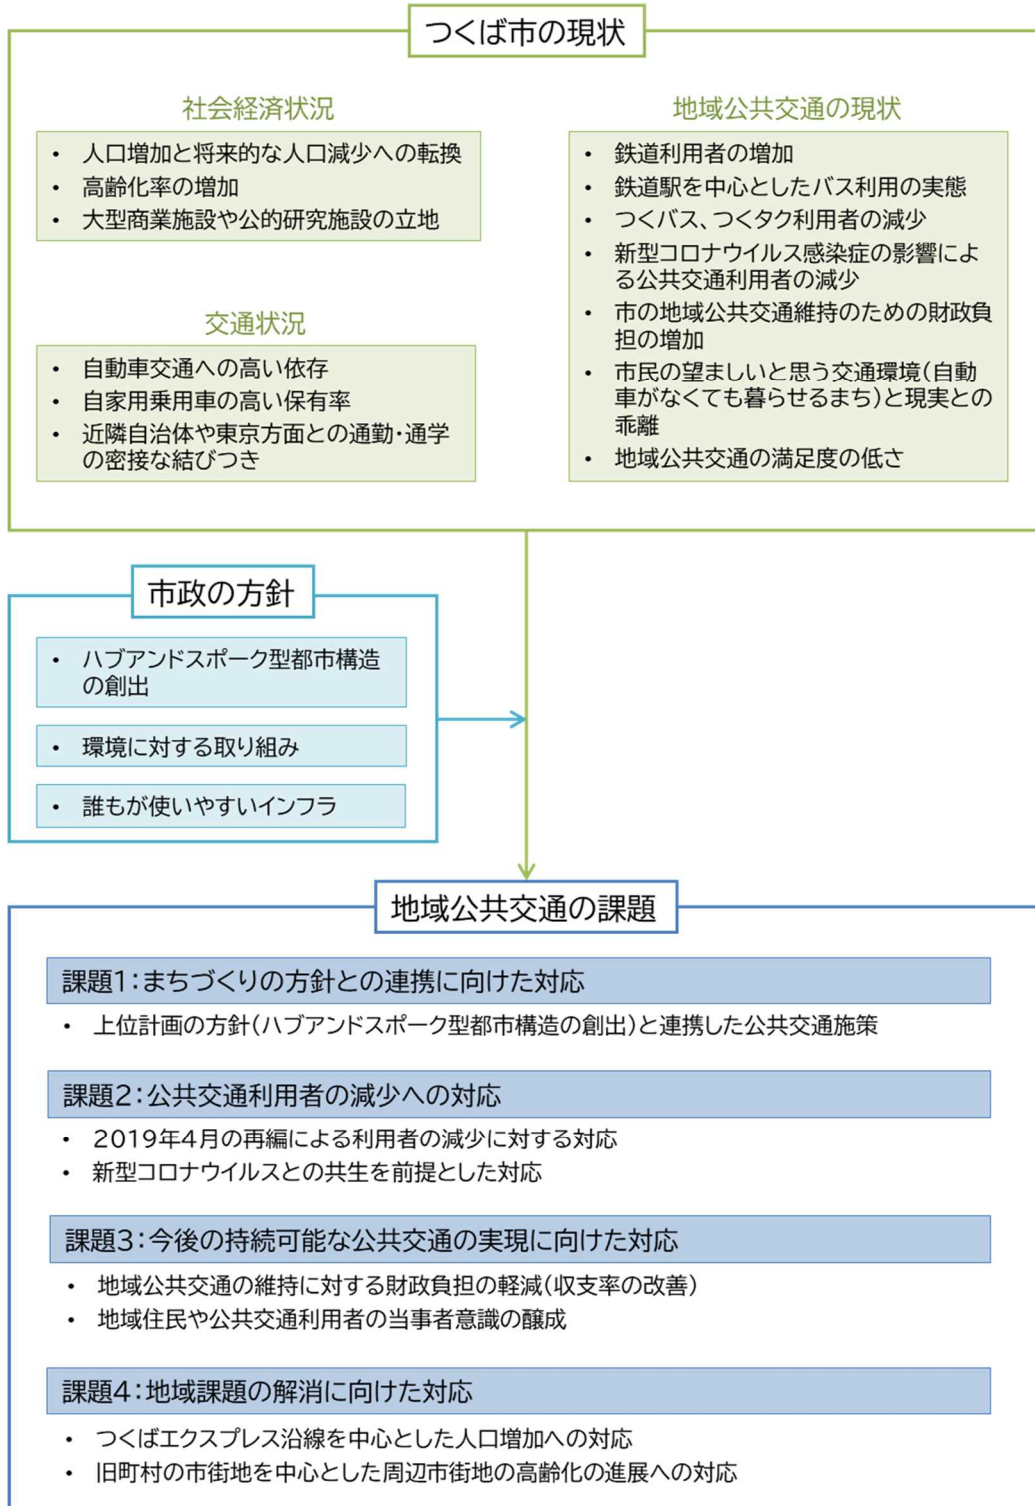 つくば市の現状
社会経済状況
• 人口増加と将来的な人口減少への転換
• 高齢化率の増加
• 大型商業施設や公的研究施設の立地
交通状況
• 自動車交通への高い依存
• 自家用乗用車の高い保有率
• 近隣自治体や東京方面との通勤・通学
の密接な結びつき
地域公共交通の現状
• 鉄道利用者の増加
• 鉄道駅を中心としたバス利用の実態
• つくバス、つくタク利用者の減少
• 新型コロナウイルス感染症の影響によ
る公共交通利用者の減少
• 市の地域公共交通維持のための財政負
担の増加
• 市民の望ましいと思う交通環境(自動
車がなくても暮らせるまち)と現実との
乖離
• 地域公共交通の満足度の低さ
市政の方針
• ハブアンドスポーク型都市構造
の創出
• 環境に対する取り組み
• 誰もが使いやすいインフラ
地域公共交通の課題
課題1:まちづくりの方針との連携に向けた対応
• 上位計画の方針(ハブアンドスポーク型都市構造の創出)と連携した公共交通施策
課題2:公共交通利用者の減少への対応
• 2019年4月の再編による利用者の減少に対する対応
• 新型コロナウイルスとの共生を前提とした対応
課題3:今後の持続可能な公共交通の実現に向けた対応
• 地域公共交通の維持に対する財政負担の軽減(収支率の改善)
• 地域住民や公共交通利用者の当事者意識の醸成
課題4:地域課題の解消に向けた対応
• つくばエクスプレス沿線を中心とした人口増加への対応
• 旧町村の市街地を中心とした周辺市街地の高齢化の進展への対応